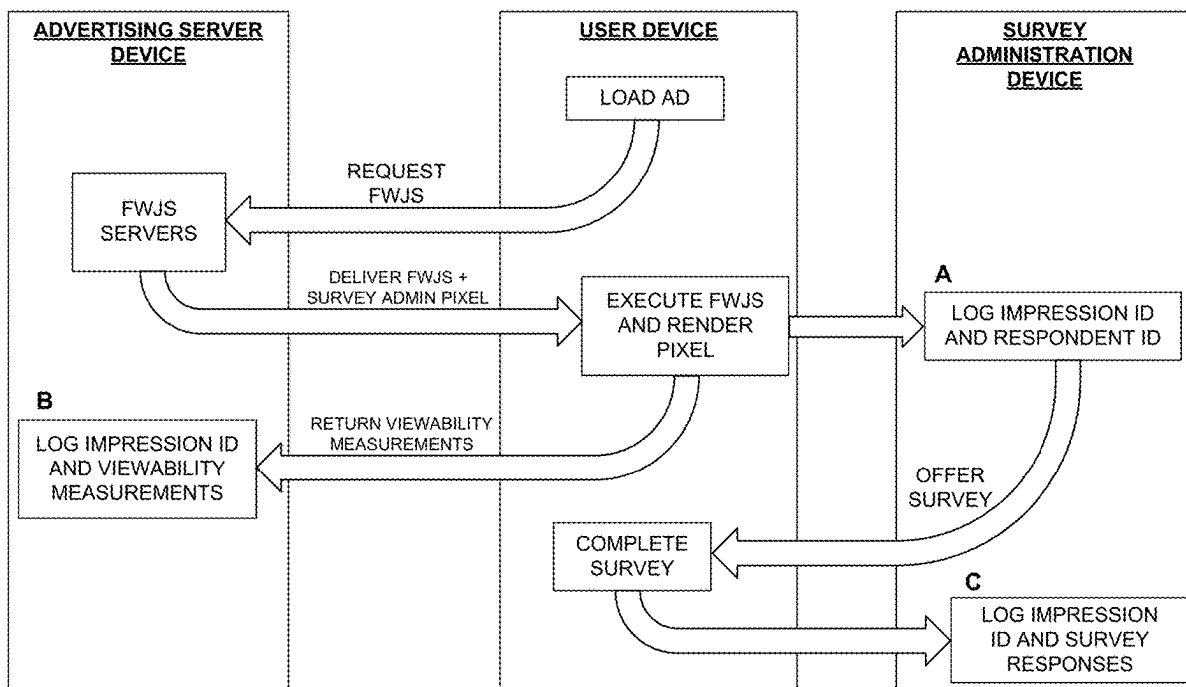 ADVERTISING SERVER
DEVICE
USER DEVICE
SURVEY
ADMINISTRATION
DEVICE
LOAD AD
REQUEST
FWJS
FWJS
SERVERS
DELIVER FWJS +
SURVEY ADMIN PIXEL
EXECUTE FWJS
AND RENDER
PIXEL
A
LOG IMPRESSION ID
AND RESPONDENT ID
B
LOG IMPRESSION ID
AND VIEWABILITY
MEASUREMENTS
RETURN VIEWABILITY
MEASUREMENTS
OFFER
SURVEY
COMPLETE
SURVEY
C
LOG IMPRESSION
ID AND SURVEY
RESPONSES